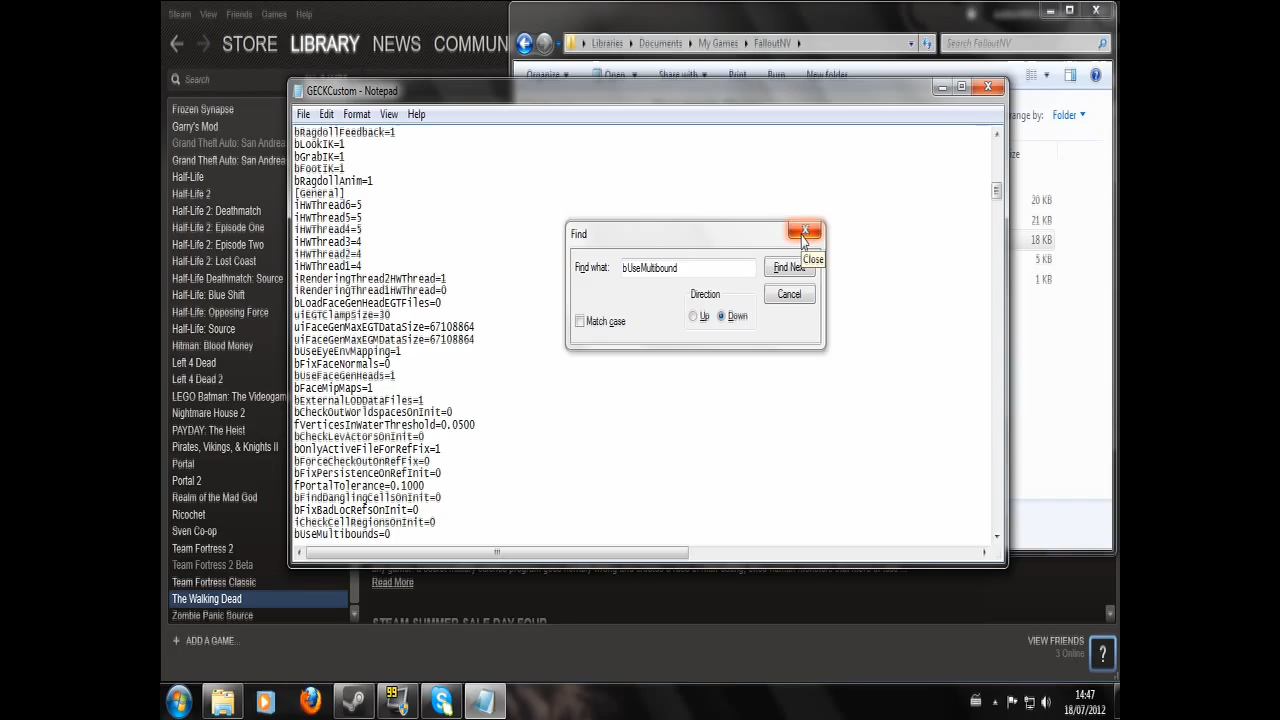 Steam View Friends Games Help
STORE LIBRARY NEWS COMMUN
Libraries Documents My Games FalloutNV
Search FalloutNV
Organize Open Share with Print Burn New folder
Search
GECKCustom - Notepad
File Edit Format View Help
Frozen Synapse
Garry's Mod
Grand Theft Auto: San Andrea
Grand Theft Auto: San Andrea
Half-Life
Half-Life 2
Half-Life 2: Deathmatch
Half-Life 2: Episode One
Half-Life 2: Episode Two
Half-Life 2: Lost Coast
Half-Life: Blue Shift
Half-Life: Opposing Force
Half-Life: Source
Hitman: Blood Money
Left 4 Dead
Left 4 Dead 2
LEGO Batman: The Videogam
Nightmare House 2
PAYDAY: The Heist
Pirates, Vikings, & Knights II
Portal
Portal 2
Realm of the Mad God
Ricochet
Sven Co-op
Team Fortress 2
Team Fortress 2 Beta
Team Fortress Classic
The Walking Dead
Zombie Panic Source
+ ADD A GAME...
bRagdollFeedback=1
bLookIK=1
bGrabIK=1
bFootIK=1
bRagdollAnim=1
[General]
iHWThread6=5
iHWThread5=5
iHWThread4=5
iHWThread3=4
iHWThread2=4
iHWThread1=4
iRenderingThread2HWThread=1
iRenderingThread1HWThread=0
bLoadFaceGenHeadEGTFiles=0
uiEGTClampSize=30
uiFaceGenMaxEGTDataSize=67108864
uiFaceGenMaxEGMDataSize=67108864
bUseEyeEnvMapping=1
bFixFaceNormals=0
bUseFaceGenHeads=1
bFaceMipMaps=1
bExternalLODDataFiles=1
bCheckOutWorldspacesOnInit=0
fVerticesInWaterThreshold=0.0500
bCheckLevActorsOnInit=0
bOnlyActiveFileForRefFix=1
bForceCheckoutOnRefFix=0
bFixPersistenceOnRefInit=0
fPortalTolerance=0.1000
bFindDanglingCellsOnInit=0
bFixBadLocRefsOnInit=0
iCheckCellRegionsOnInit=0
bUseMultibounds=0
Find
Close
Find what: bUseMultibound Find Next
Direction Cancel
Match case Up Down
range by: Folder
ize
20 KB
21 KB
18 KB
5 KB
1 KB
Read More
STEAM SUMMER SALE DAY FOUR
VIEW FRIENDS
3 Online
?
99
14:47
18/07/2012